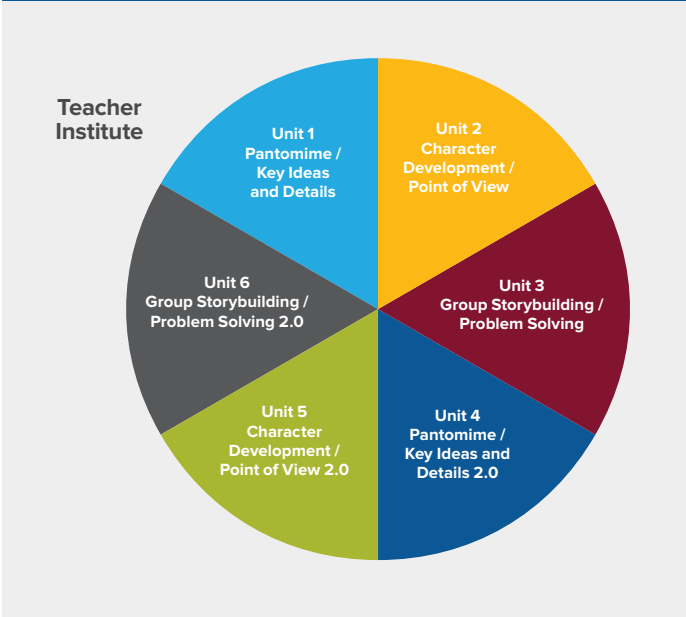 Teacher
Institute
Unit 1
Pantomime /
Key Ideas
and Details
Unit 2
Character
Development /
Point of View
Unit 3
Group Storybuilding /
Problem Solving
Unit 4
Pantomime /
Key Ideas and
Details 2.0
Unit 5
Character
Development /
Point of View 2.0
Unit 6
Group Storybuilding /
Problem Solving 2.0